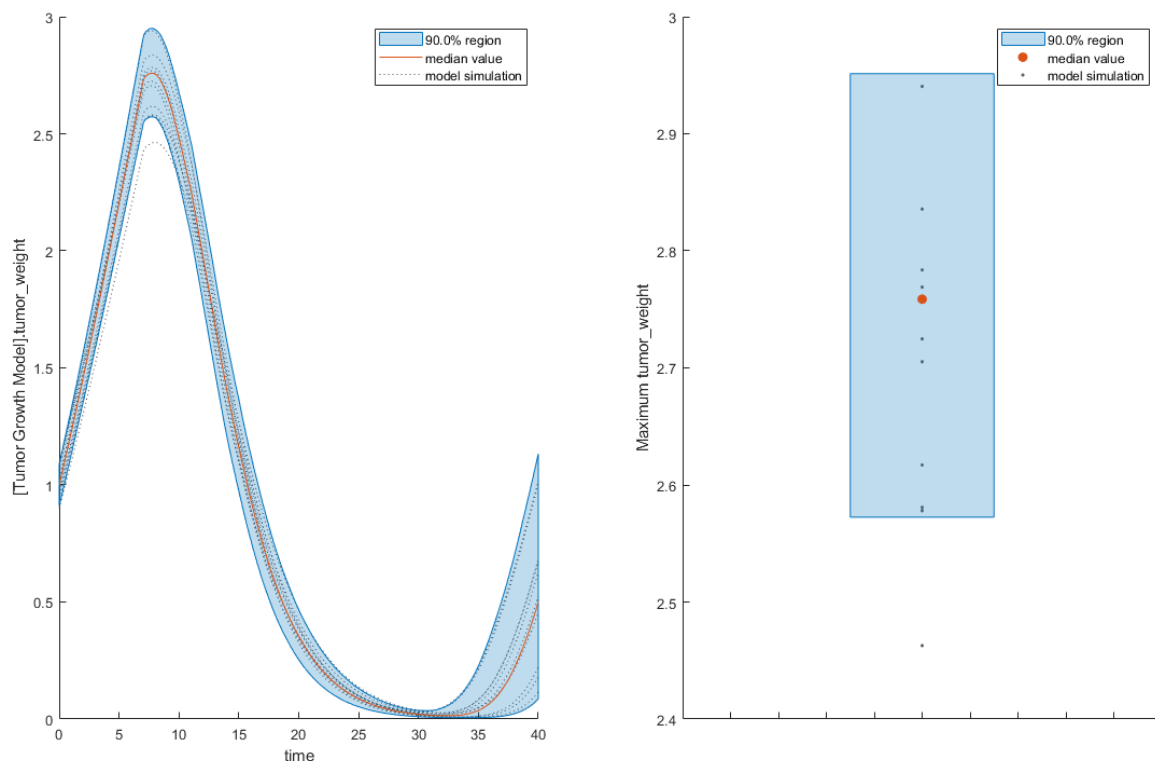 3
2.5
2
1.5
1
0.5
0
[Tumor Growth Model].tumor_weight
90.0% region
median value
model simulation
0 5 10 15 20 25 30 35 40
time
3
2.9
2.8
2.7
2.6
2.5
2.4
Maximum tumor_weight
90.0% region
median value
model simulation